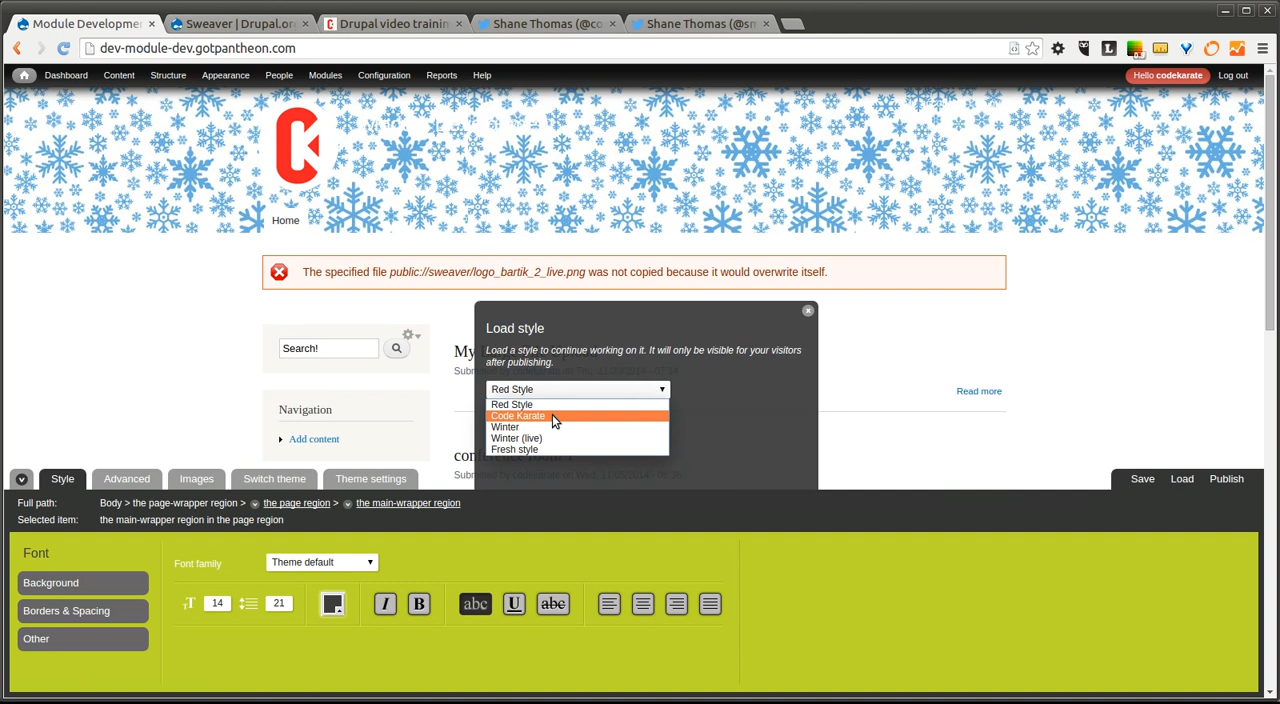 Module Developmen
Sweaver | Drupal.or
Drupal video trainin
Shane Thomas (@co
Shane Thomas (@sm
dev-module-dev.gotpantheon.com
Dashboard Content Structure Reports Appearance People Modules Configuration Help
Hello codekarate Log out
Home
The specified file public://sweaver/logo_bartik_2_live.png was not copied because it would overwrite itself.
Search!
Load style
Load a style to continue working on it. It will only be visible for your visitors
after publishing.
My
Read more
Red Style
Red Style
Code Karate
Winter
Winter (live)
Fresh style
Navigation
Add content
Style Advanced Images Switch theme Theme settings
Save Load Publish
Full path: Body > the page-wrapper region > the page region > the main-wrapper region
Selected item: the main-wrapper region in the page region
Font
Background
Borders & Spacing
Other
Font family Theme default
14 21
I B abc U abc